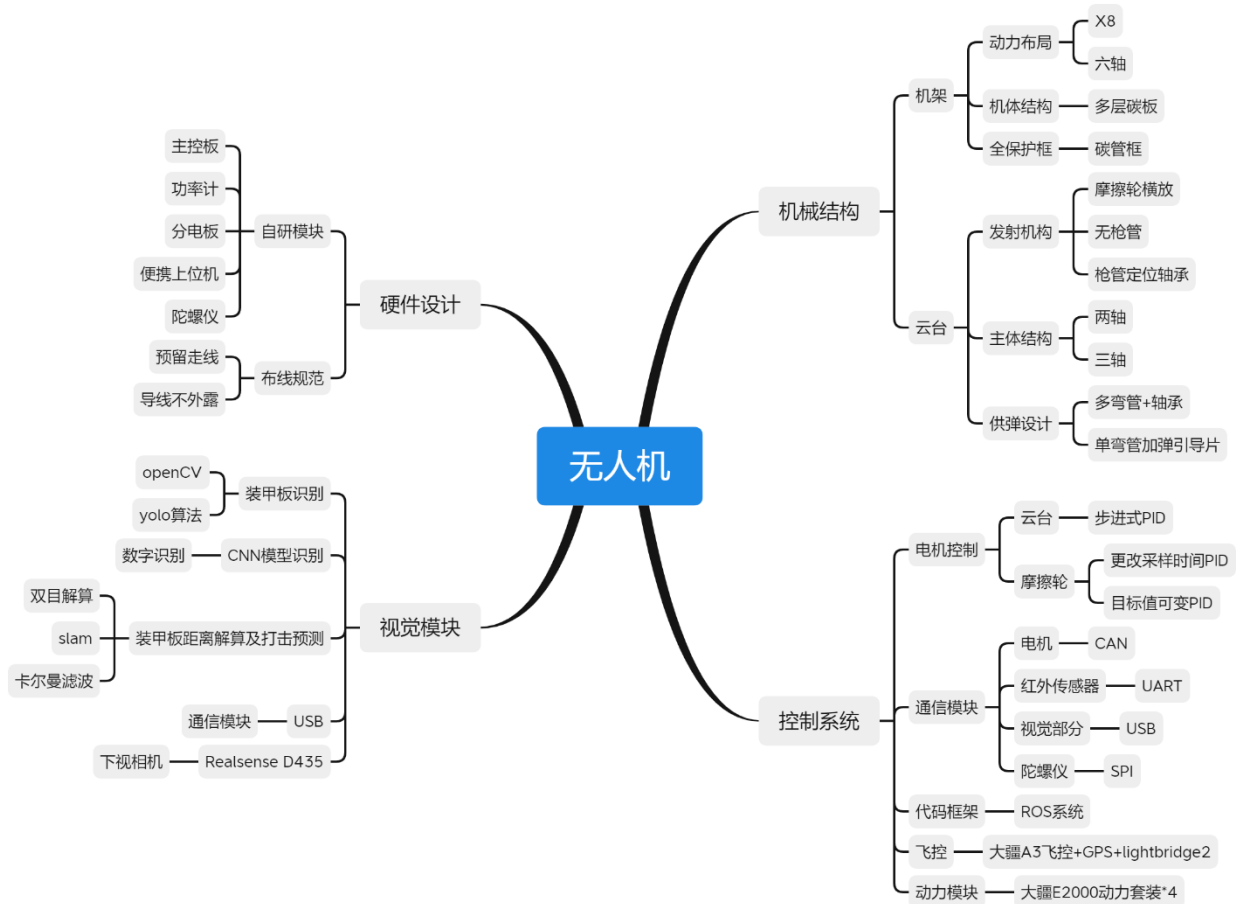 无人机
机械结构
机架
动力布局
X8
六轴
机体结构
多层碳板
全保护框
碳管框
云台
发射机构
摩擦轮横放
无枪管
枪管定位轴承
主体结构
两轴
三轴
供弹设计
多弯管+轴承
单弯管加弹引导片
控制系统
电机控制
云台
步进式PID
摩擦轮
更改采样时间PID
目标值可变PID
通信模块
电机
CAN
红外传感器
UART
视觉部分
USB
陀螺仪
SPI
代码框架
ROS系统
飞控
大疆A3飞控+GPS+lightbridge2
动力模块
大疆E2000动力套装*4
硬件设计
自研模块
主控板
功率计
分电板
便携上位机
陀螺仪
布线规范
预留走线
导线不外露
视觉模块
装甲板识别
openCV
yolo算法
CNN模型识别
数字识别
装甲板距离解算及打击预测
双目解算
slam
卡尔曼滤波
USB
通信模块
Realsense D435
下视相机